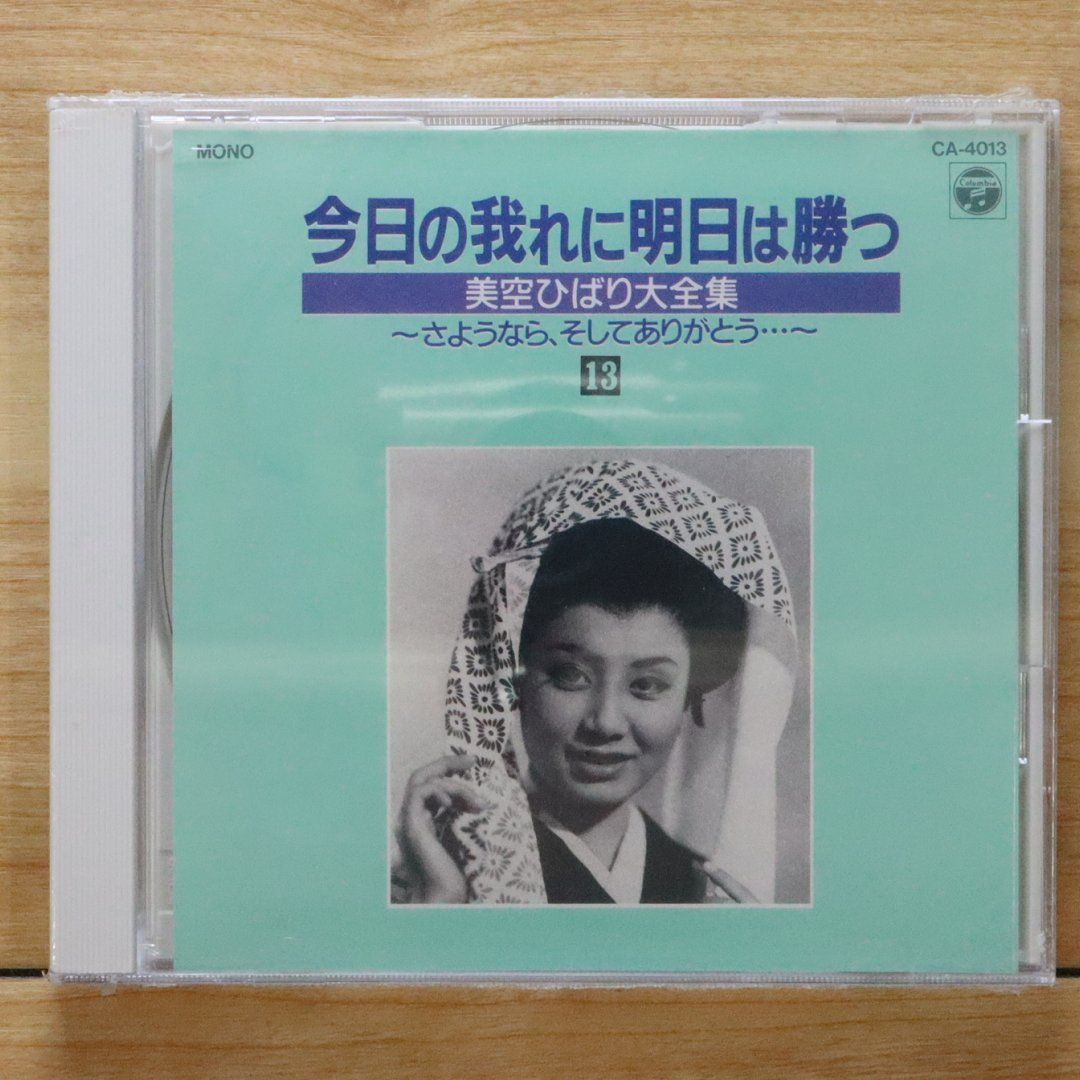 MONO
CA-4013
Columbia
今日の我れに明日は勝つ
美空ひばり大全集
〜さようなら、そしてありがとう…〜
13